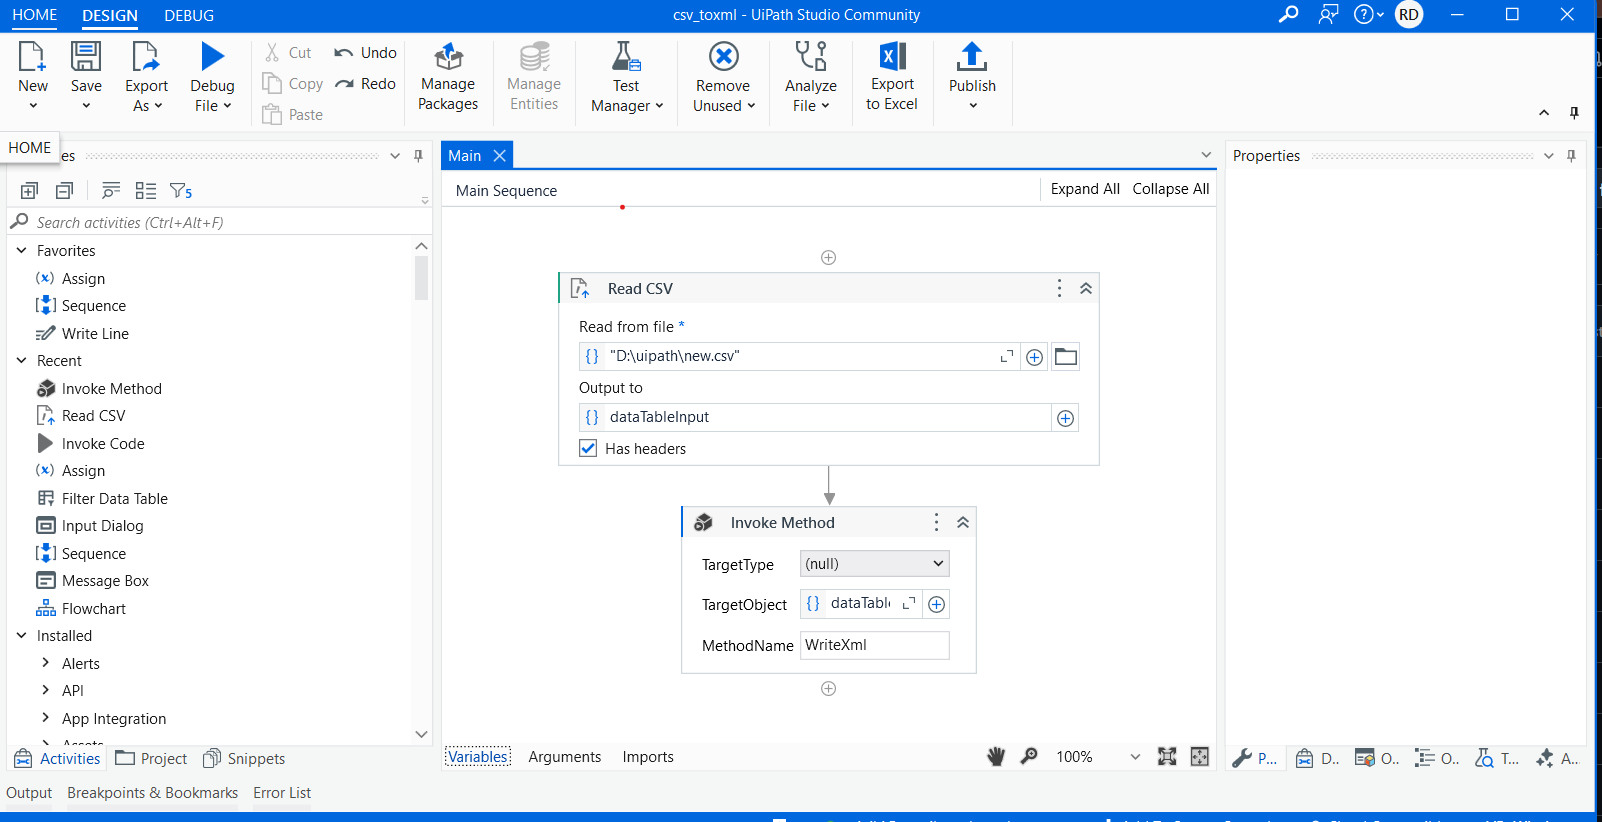 HOME DESIGN DEBUG csv_toxml - UiPath Studio Community RD
New Save Export As Debug File Cut Copy Paste Undo Redo Manage Packages Manage Entities Test Manager Remove Unused Analyze File Export to Excel Publish
HOME es
5
Search activities (Ctrl+Alt+F)
Favorites
Assign
Sequence
Write Line
Recent
Invoke Method
Read CSV
Invoke Code
Assign
Filter Data Table
Input Dialog
Sequence
Message Box
Flowchart
Installed
Alerts
API
App Integration
Assets
Activities Project Snippets
Main
Main Sequence Expand All Collapse All
Read CSV
Read from file *
"D:\uipath\new.csv"
Output to
dataTableInput
Has headers
Invoke Method
TargetType (null)
TargetObject dataTabl
MethodName WriteXml
Variables Arguments Imports 100%
Properties
P... D.. O.. O.. T... A...
Output Breakpoints & Bookmarks Error List